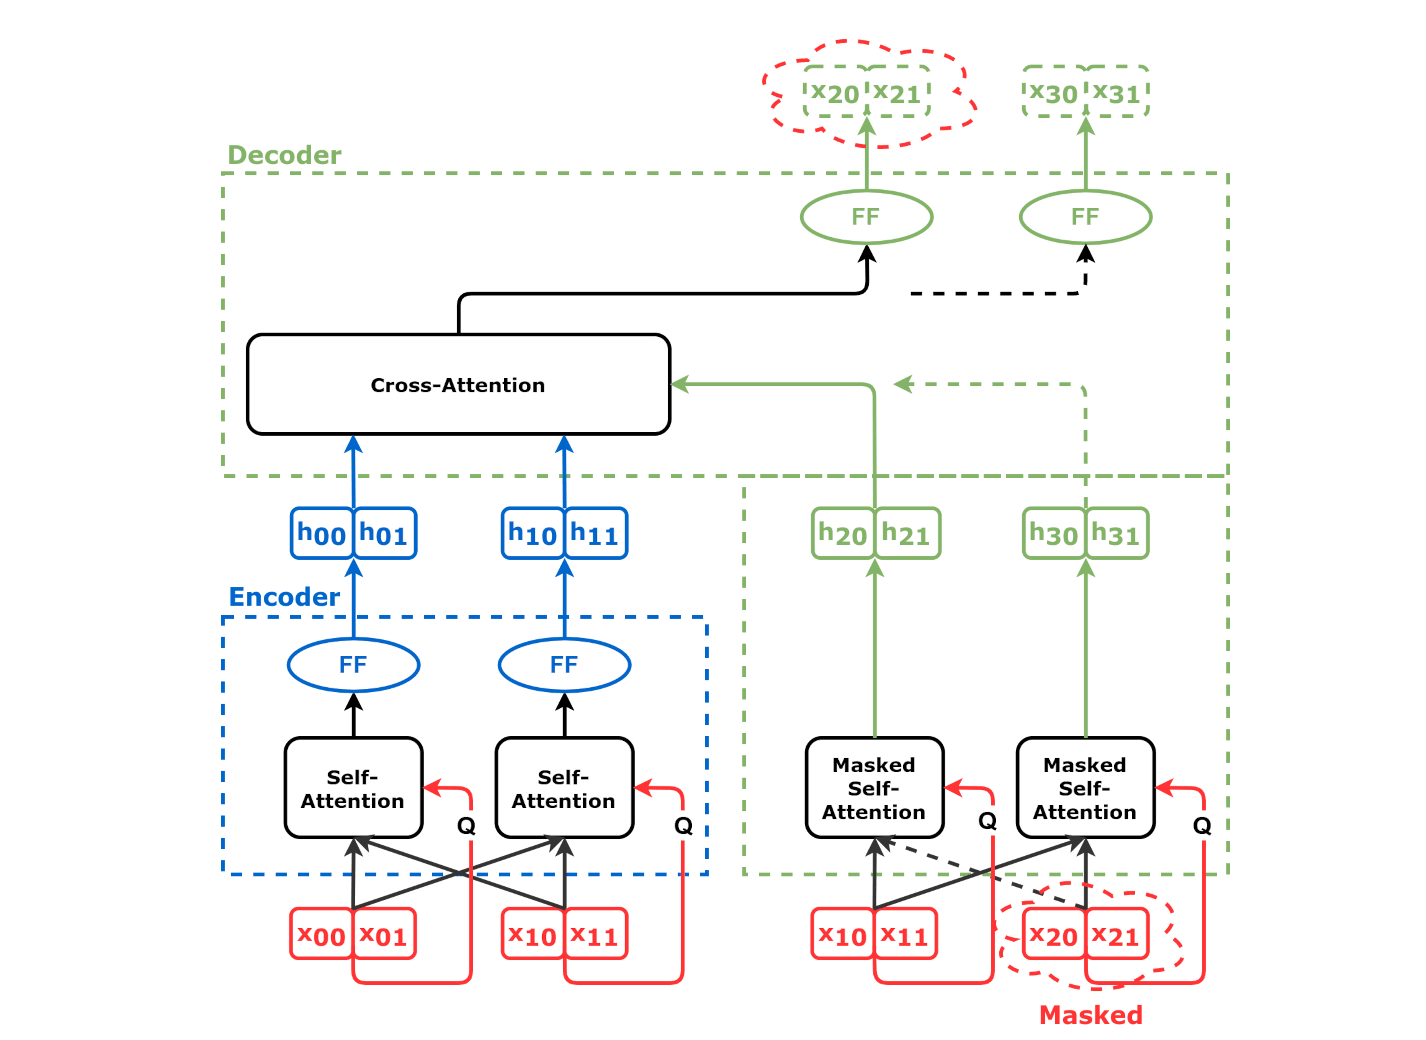 x20 x21
x30 x31
Decoder
FF
FF
Cross-Attention
h00 h01
h10 h11
h20 h21
h30 h31
Encoder
FF
FF
Self-
Attention
Self-
Attention
Masked
Self-
Attention
Masked
Self-
Attention
Q
Q
Q
Q
x00 x01
x10 x11
x10 x11
x20 x21
Masked